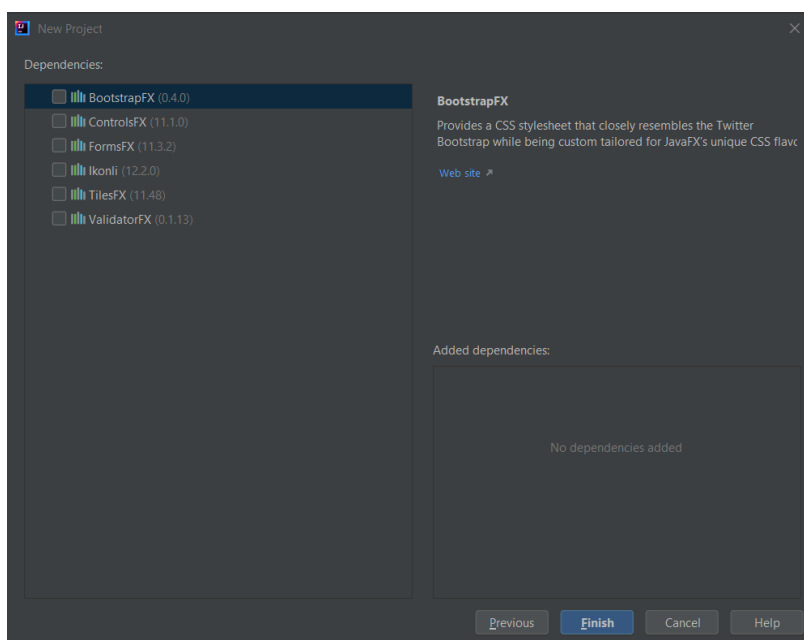 New Project
Dependencies:
BootstrapFX (0.4.0)
ControlsFX (11.1.0)
FormsFX (11.3.2)
Ikonli (12.2.0)
TilesFX (11.48)
ValidatorFX (0.1.13)
BootstrapFX
Provides a CSS stylesheet that closely resembles the Twitter
Bootstrap while being custom tailored for JavaFX's unique CSS flavc
Web site
Added dependencies:
No dependencies added
Previous
Finish
Cancel
Help